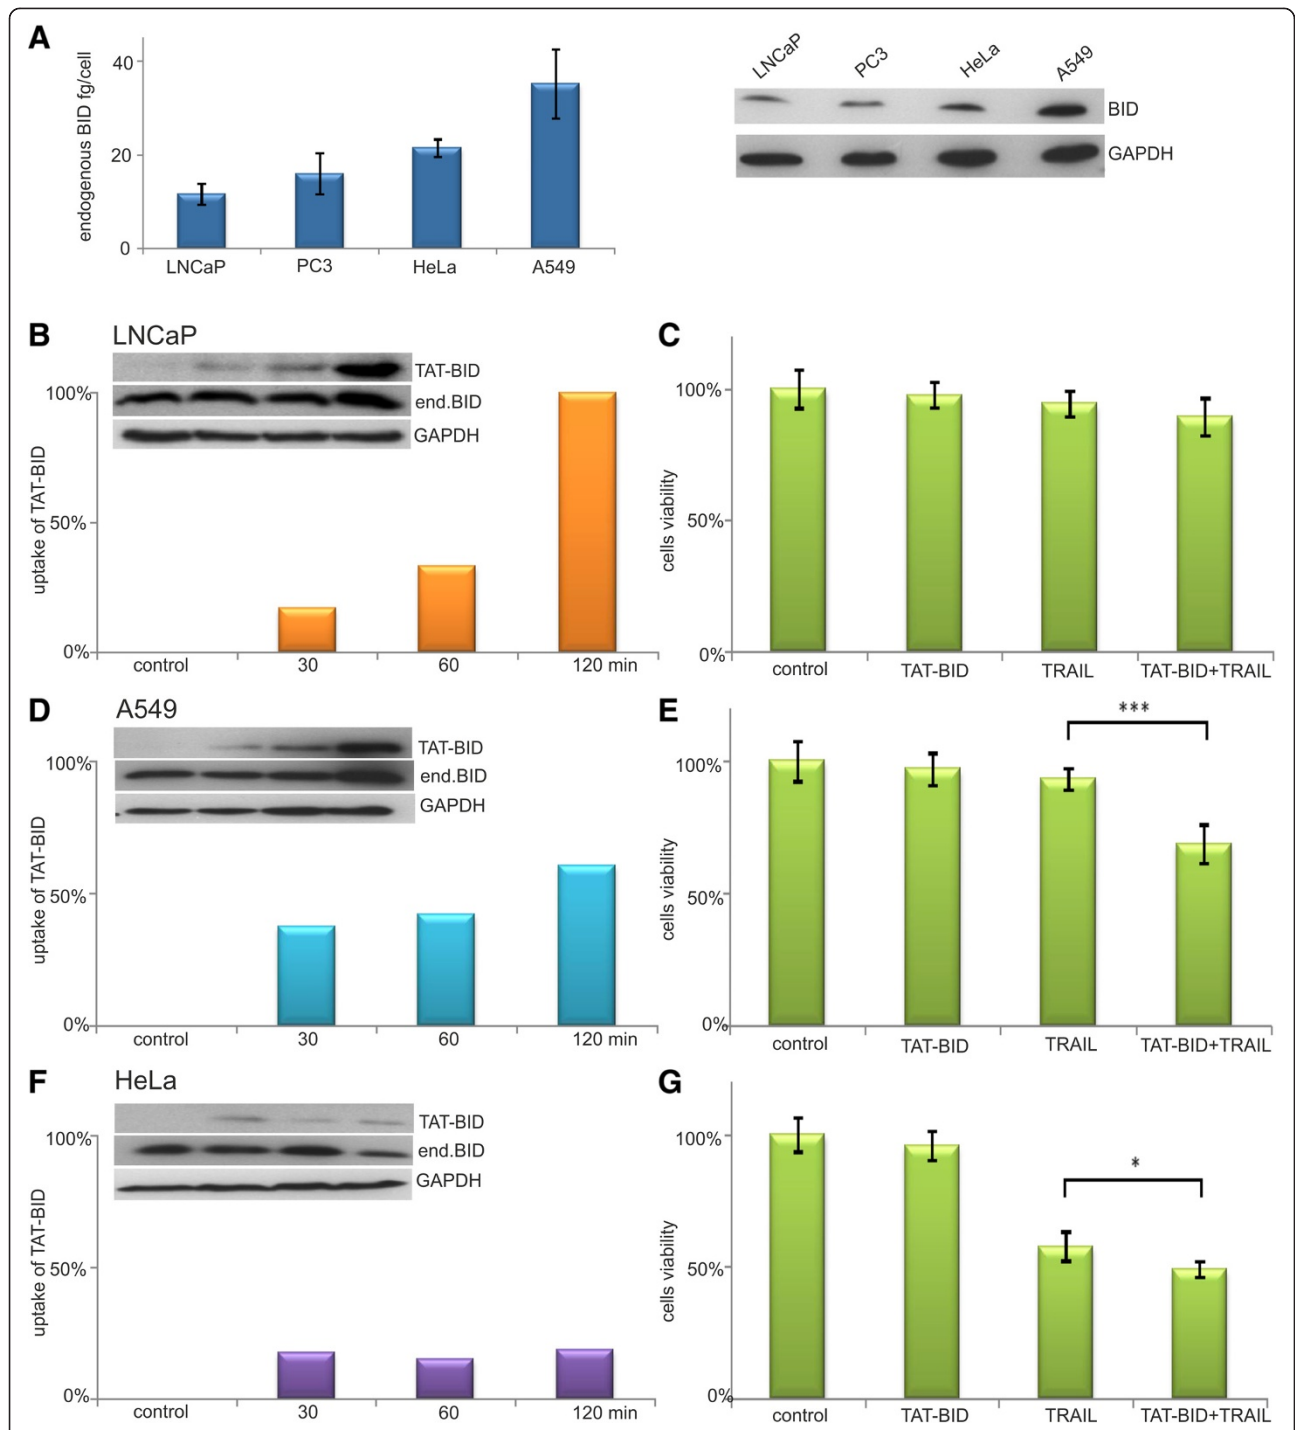 A
endogenous BID fg/cell
40
20
0
LNCaP
PC3
HeLa
A549
LNCaP
PC3
HeLa
A549
BID
GAPDH
B
LNCaP
TAT-BID
end.BID
GAPDH
uptake of TAT-BID
100%
50%
0%
control
30
60
120 min
C
cells viability
100%
50%
0%
control
TAT-BID
TRAIL
TAT-BID+TRAIL
D
A549
TAT-BID
end.BID
GAPDH
uptake of TAT-BID
100%
50%
0%
control
30
60
120 min
E
***
cells viability
100%
50%
0%
control
TAT-BID
TRAIL
TAT-BID+TRAIL
F
HeLa
TAT-BID
end.BID
GAPDH
uptake of TAT-BID
100%
50%
0%
control
30
60
120 min
G
*
cells viability
100%
50%
0%
control
TAT-BID
TRAIL
TAT-BID+TRAIL